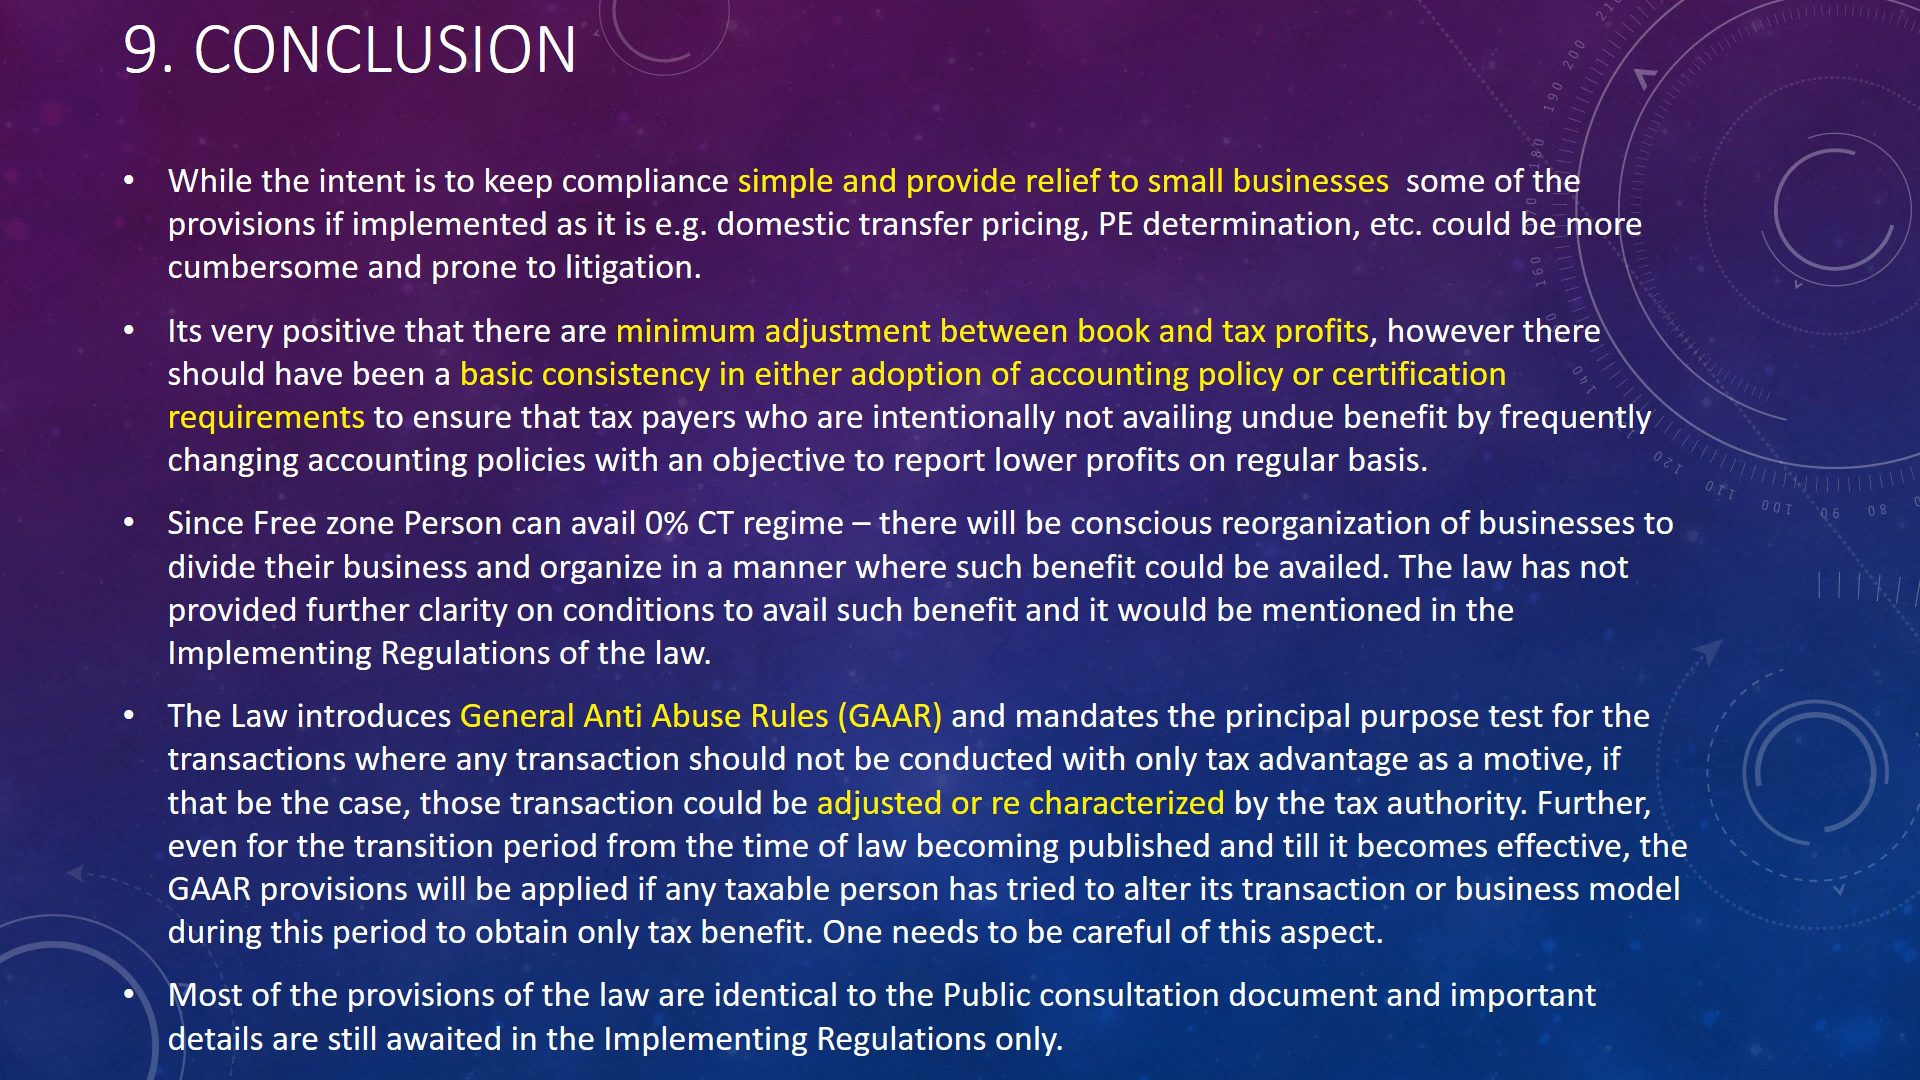 9. CONCLUSION
• While the intent is to keep compliance simple and provide relief to small businesses  some of the
provisions if implemented as it is e.g. domestic transfer pricing, PE determination, etc. could be more
cumbersome and prone to litigation.
• Its very positive that there are minimum adjustment between book and tax profits, however there
should have been a basic consistency in either adoption of accounting policy or certification
requirements to ensure that tax payers who are intentionally not availing undue benefit by frequently
changing accounting policies with an objective to report lower profits on regular basis.
• Since Free zone Person can avail 0% CT regime – there will be conscious reorganization of businesses to
divide their business and organize in a manner where such benefit could be availed. The law has not
provided further clarity on conditions to avail such benefit and it would be mentioned in the
Implementing Regulations of the law.
• The Law introduces General Anti Abuse Rules (GAAR) and mandates the principal purpose test for the
transactions where any transaction should not be conducted with only tax advantage as a motive, if
that be the case, those transaction could be adjusted or re characterized by the tax authority. Further,
even for the transition period from the time of law becoming published and till it becomes effective, the
GAAR provisions will be applied if any taxable person has tried to alter its transaction or business model
during this period to obtain only tax benefit. One needs to be careful of this aspect.
• Most of the provisions of the law are identical to the Public consultation document and important
details are still awaited in the Implementing Regulations only.
200
190
180
160
140
120
110
100
90
80